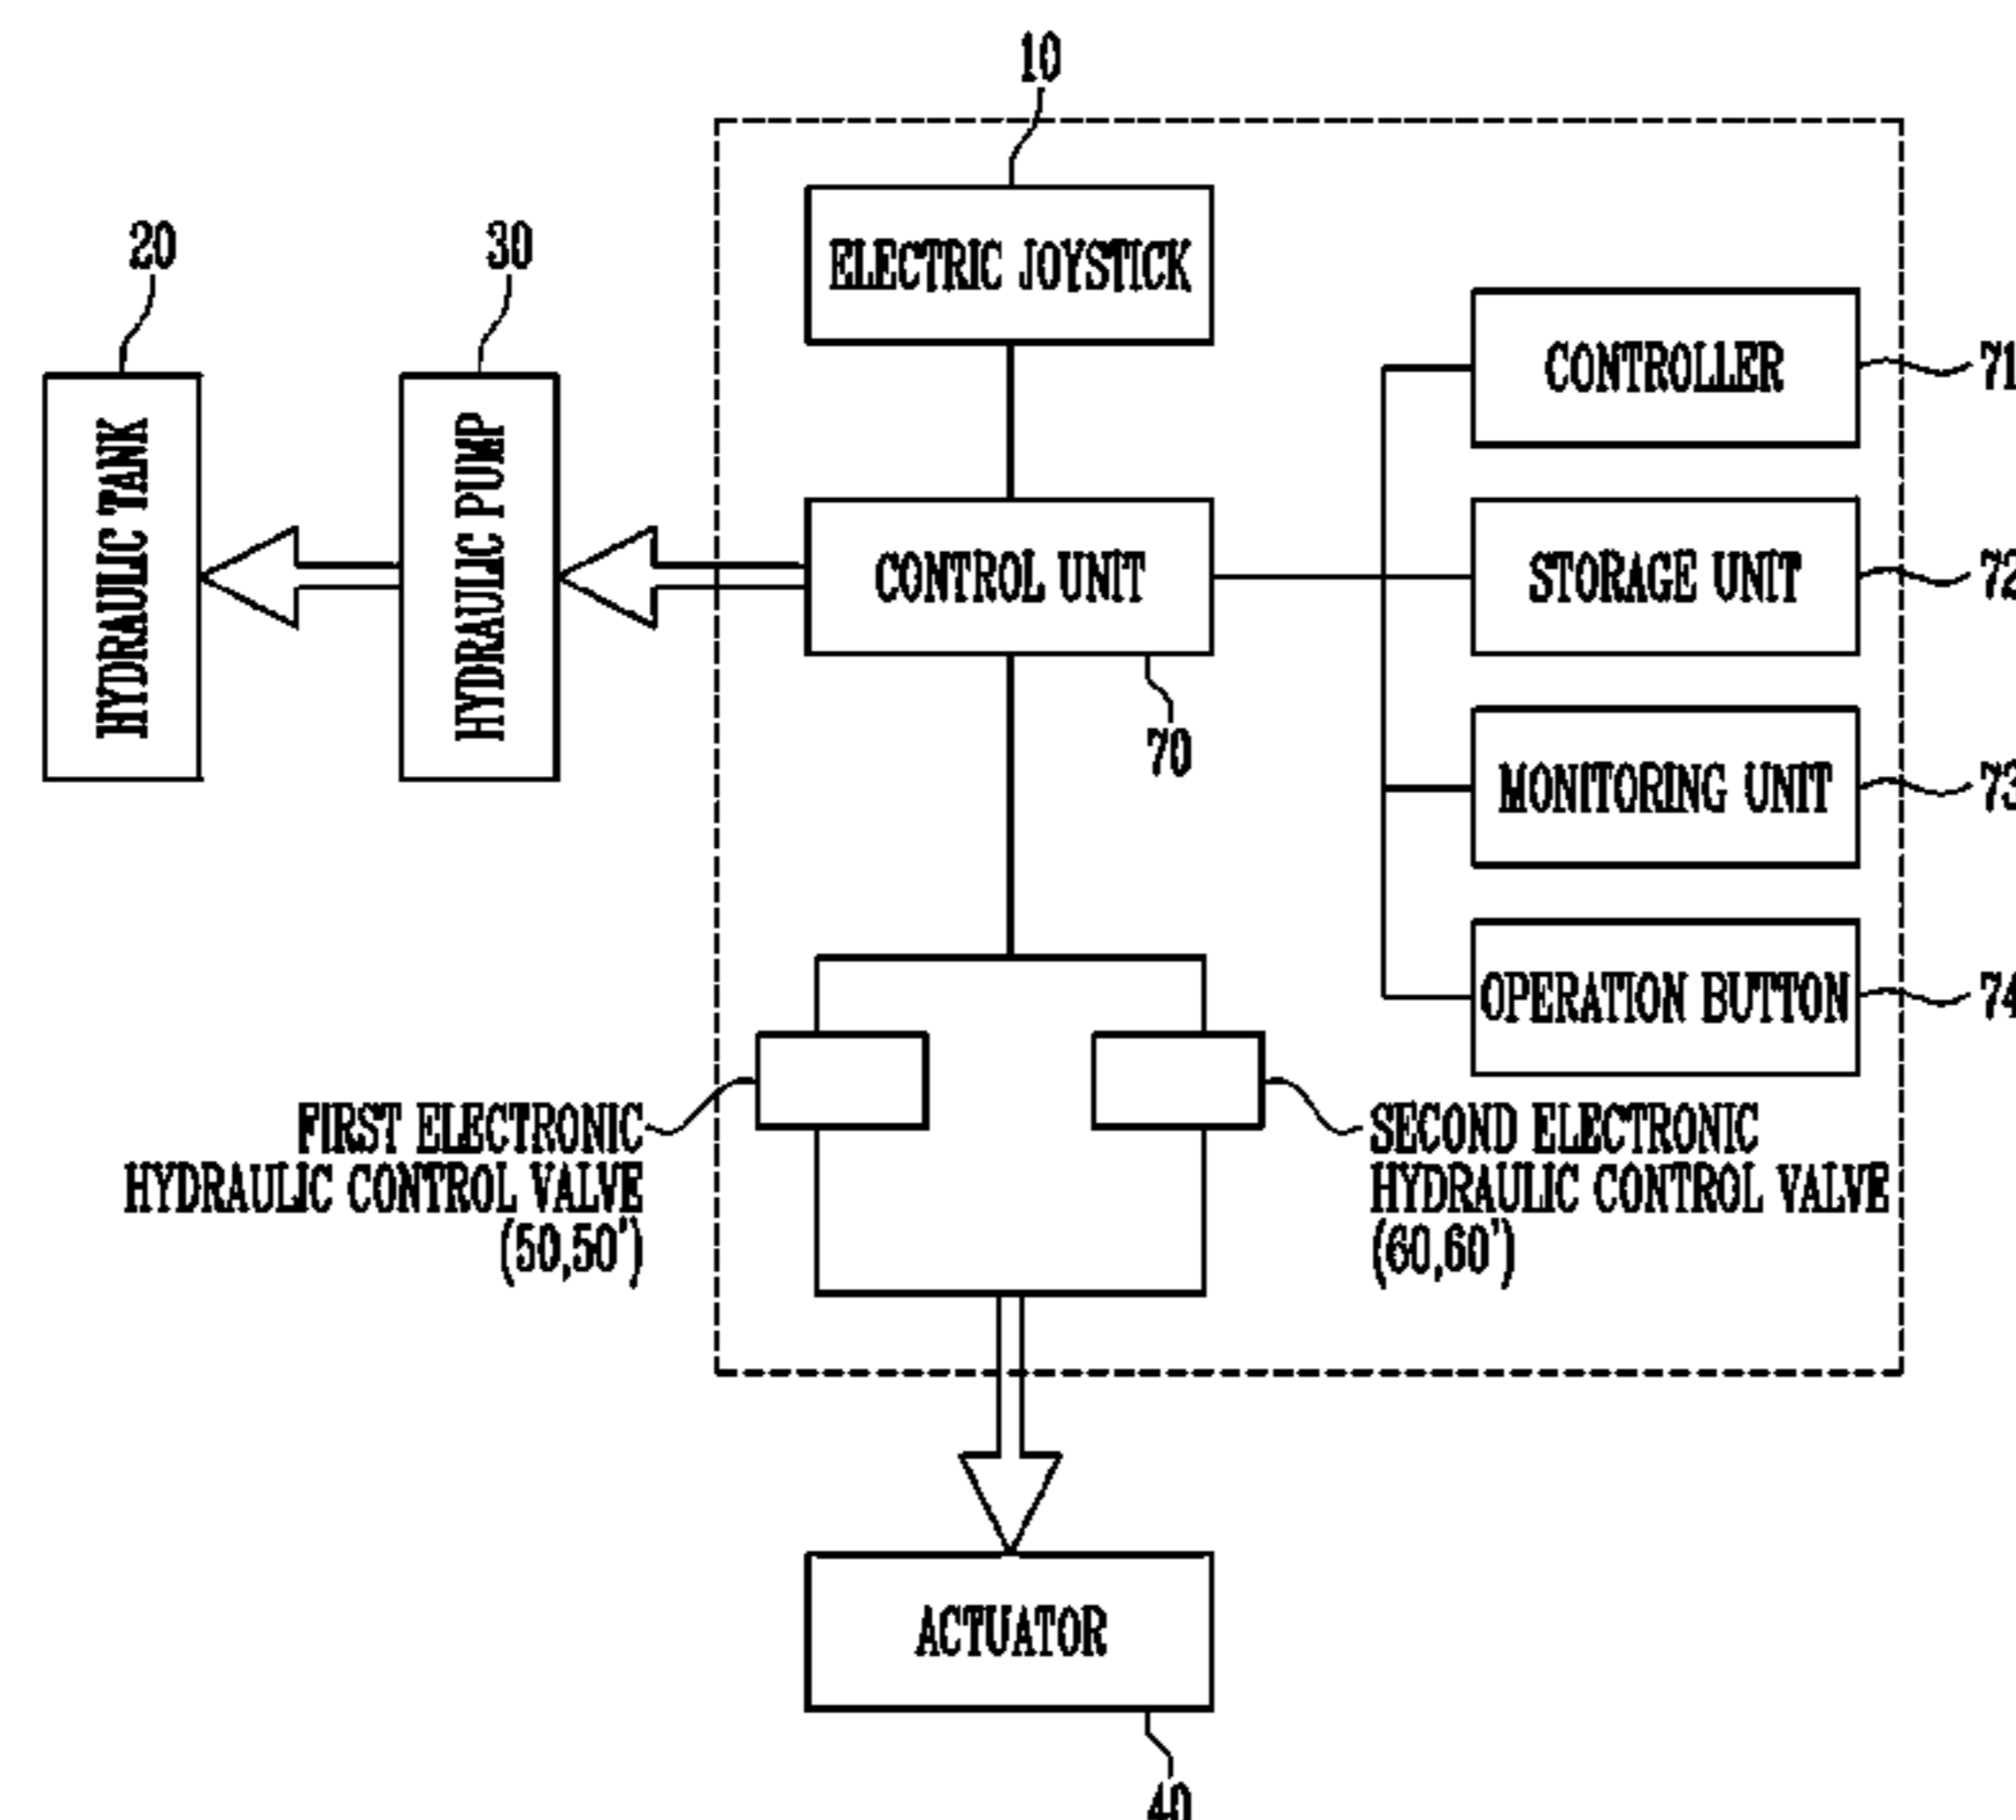 10
20
30
ELECTRIC JOYSTICK
CONTROLLER
71
HYDRAULIC TANK
HYDRAULIC PUMP
CONTROL UNIT
STORAGE UNIT
72
70
MONITORING UNIT
73
OPERATION BUTTON
74
FIRST ELECTRONIC
HYDRAULIC CONTROL VALVE
(50,50')
SECOND ELECTRONIC
HYDRAULIC CONTROL VALVE
(60,60')
ACTUATOR
40